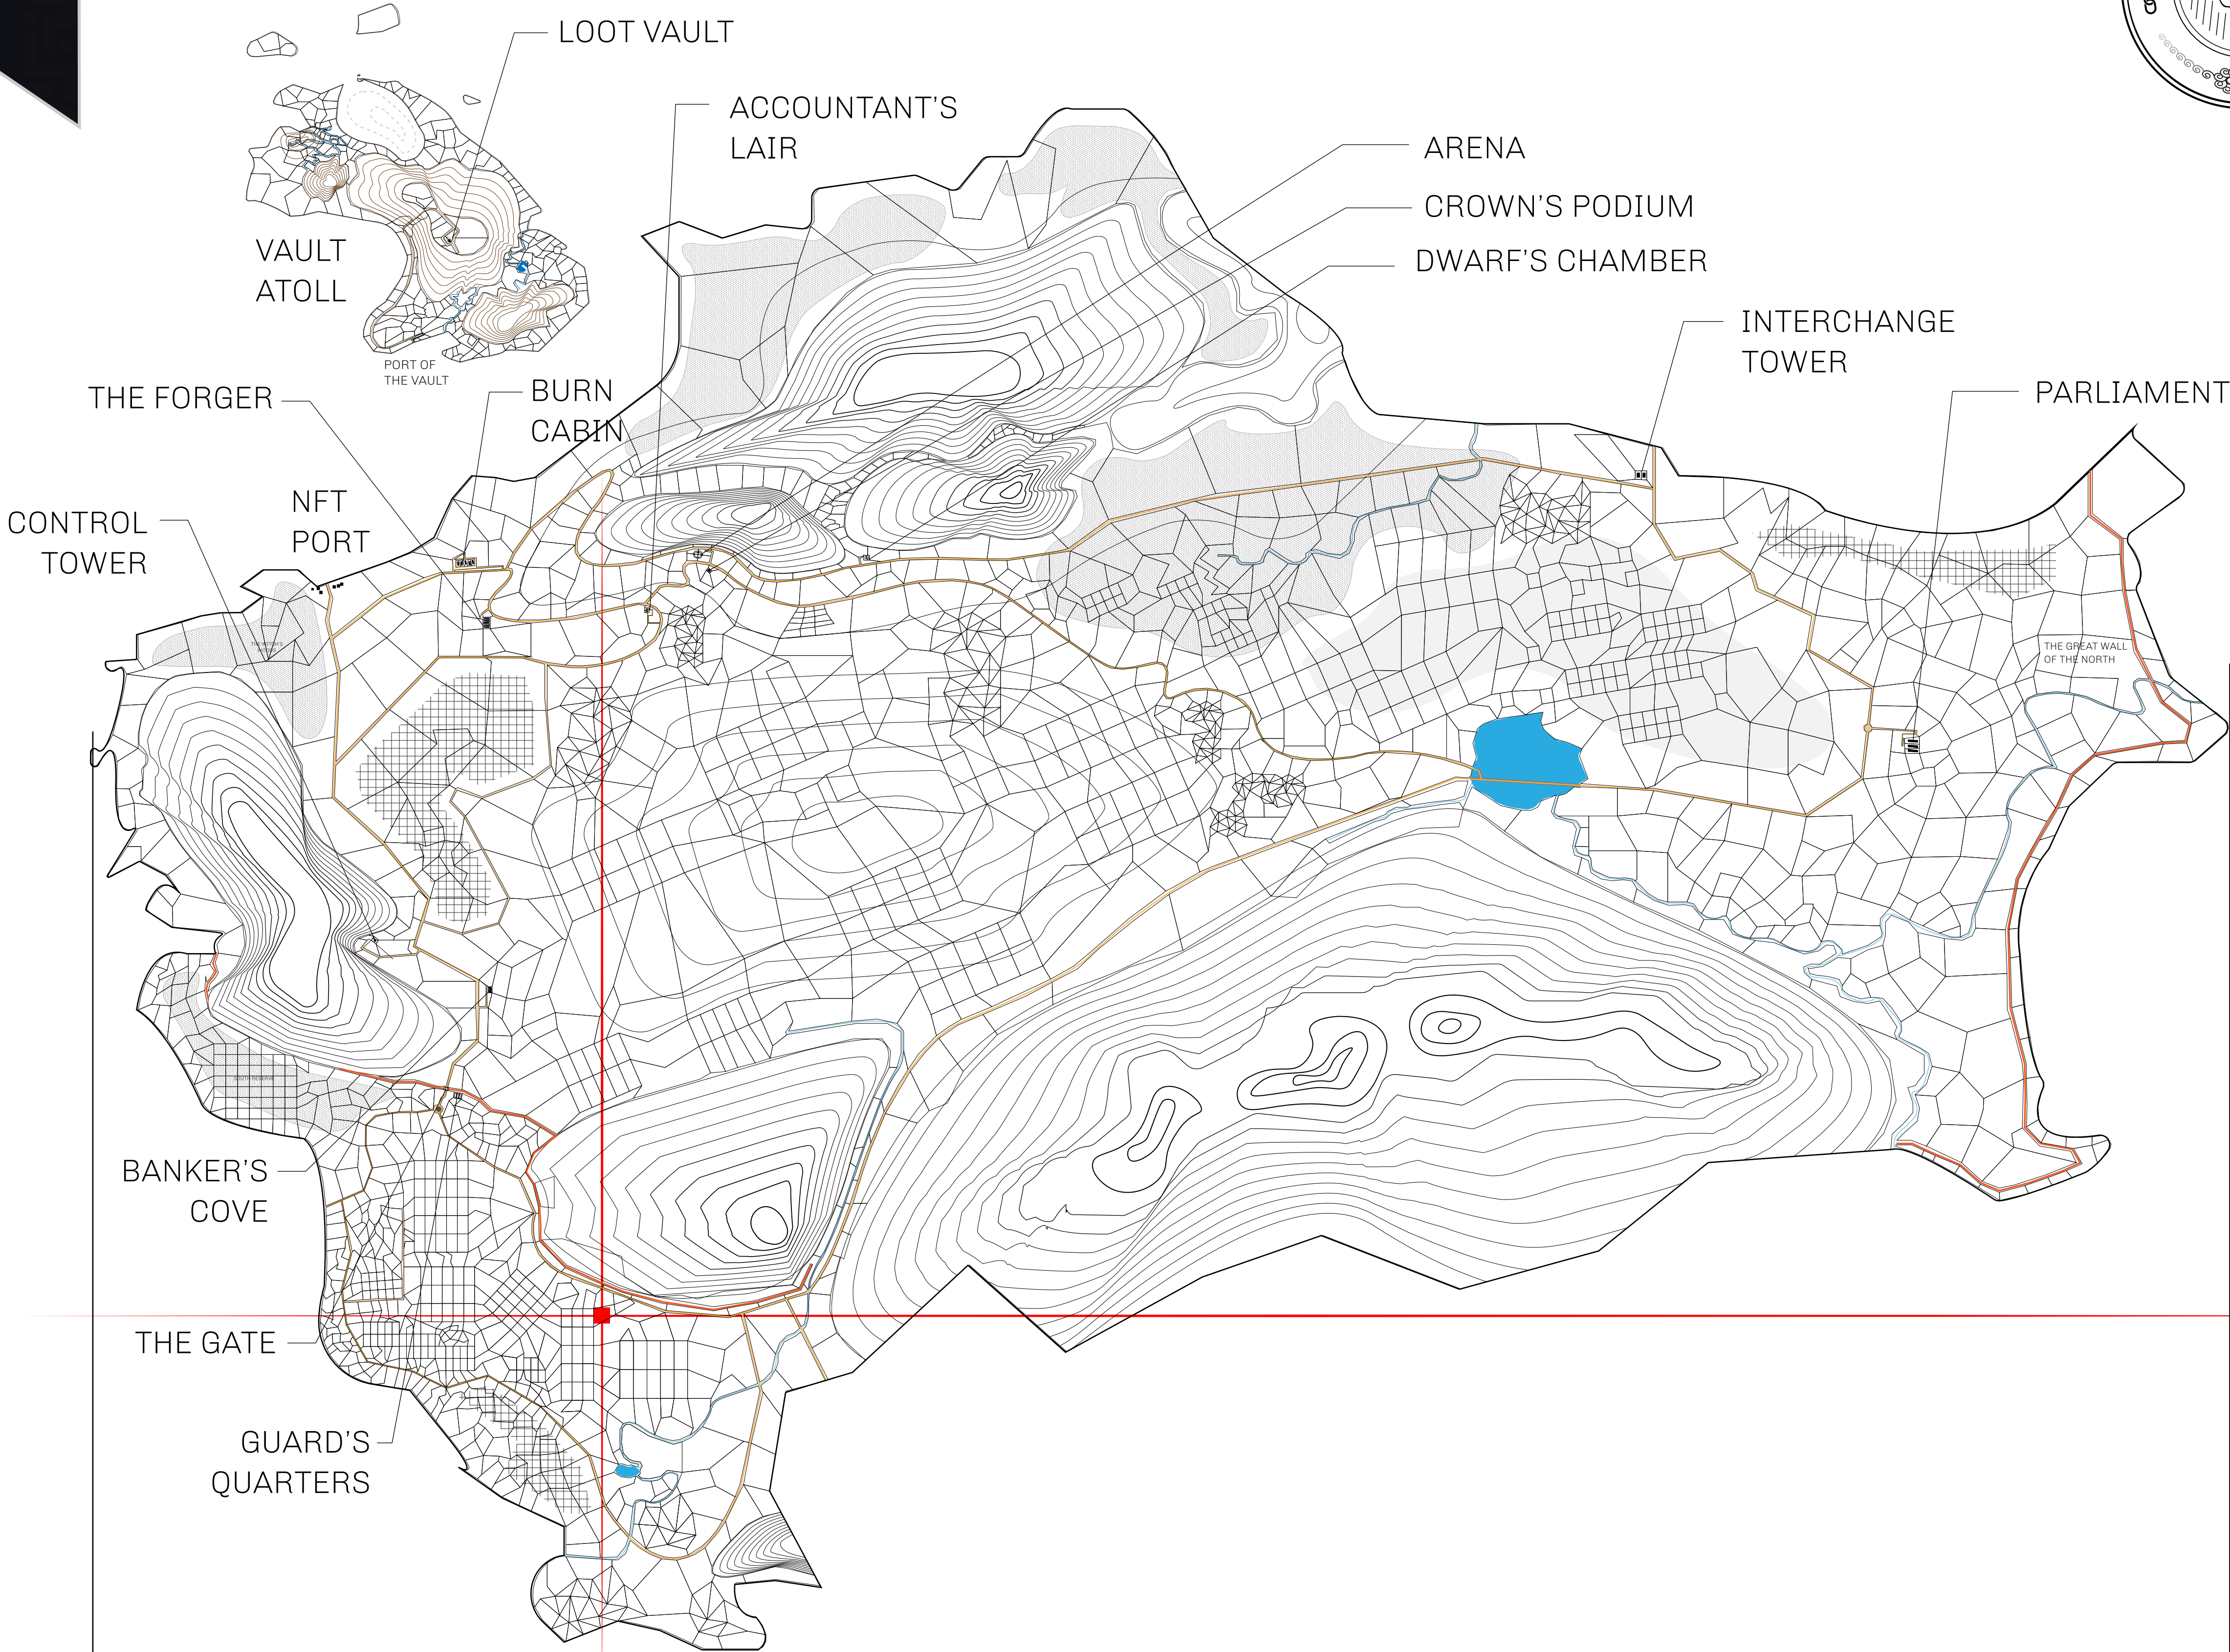 LOOT VAULT
ACCOUNTANT'S
LAIR
ARENA
CROWN'S PODIUM
DWARF'S CHAMBER
VAULT
ATOLL
INTERCHANGE
TOWER
PORT OF
THE VAULT
THE FORGER
BURN
CABIN
PARLIAMENT
NFT
PORT
CONTROL
TOWER
THE GREAT WALL
OF THE NORTH
SOUTH RESERVE
BANKER'S
COVE
THE GATE
GUARD'S
QUARTERS